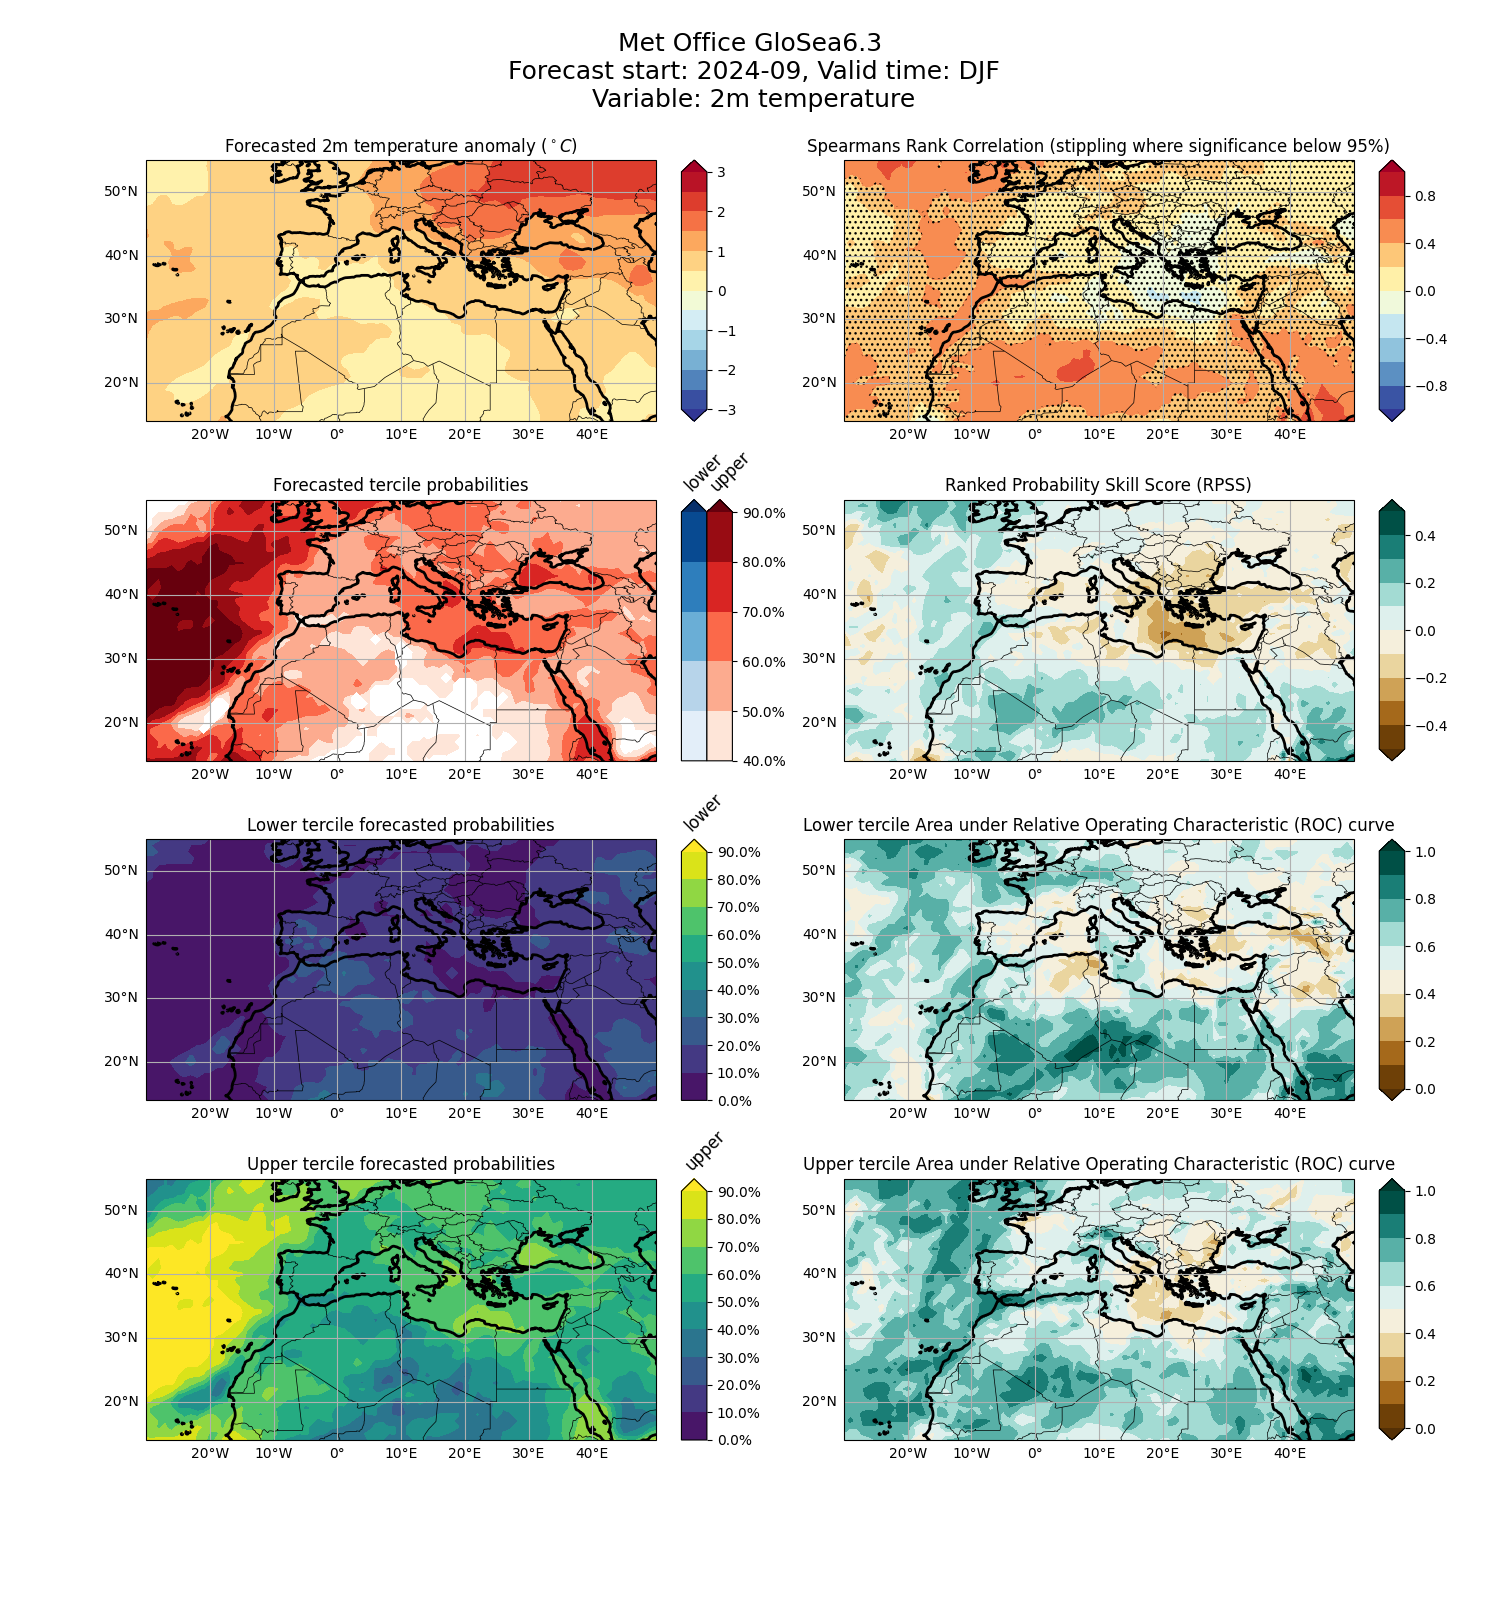 Met Office GloSea6.3
Forecast start: 2024-09, Valid time: DJF
Variable: 2m temperature
Forecasted 2m temperature anomaly (°C)
50°N
40°N
30°N
20°N
20°W 10°W 0° 10°E 20°E 30°E 40°E
3
2
1
0
−1
−2
−3
Spearmans Rank Correlation (stippling where significance below 95%)
50°N
40°N
30°N
20°N
20°W 10°W 0° 10°E 20°E 30°E 40°E
0.8
0.4
0.0
−0.4
−0.8
Forecasted tercile probabilities
50°N
40°N
30°N
20°N
20°W 10°W 0° 10°E 20°E 30°E 40°E
lower
upper
90.0%
80.0%
70.0%
60.0%
50.0%
40.0%
Ranked Probability Skill Score (RPSS)
50°N
40°N
30°N
20°N
20°W 10°W 0° 10°E 20°E 30°E 40°E
0.4
0.2
0.0
−0.2
−0.4
Lower tercile forecasted probabilities
50°N
40°N
30°N
20°N
20°W 10°W 0° 10°E 20°E 30°E 40°E
lower
90.0%
80.0%
70.0%
60.0%
50.0%
40.0%
30.0%
20.0%
10.0%
0.0%
Lower tercile Area under Relative Operating Characteristic (ROC) curve
50°N
40°N
30°N
20°N
20°W 10°W 0° 10°E 20°E 30°E 40°E
1.0
0.8
0.6
0.4
0.2
0.0
Upper tercile forecasted probabilities
50°N
40°N
30°N
20°N
20°W 10°W 0° 10°E 20°E 30°E 40°E
upper
90.0%
80.0%
70.0%
60.0%
50.0%
40.0%
30.0%
20.0%
10.0%
0.0%
Upper tercile Area under Relative Operating Characteristic (ROC) curve
50°N
40°N
30°N
20°N
20°W 10°W 0° 10°E 20°E 30°E 40°E
1.0
0.8
0.6
0.4
0.2
0.0